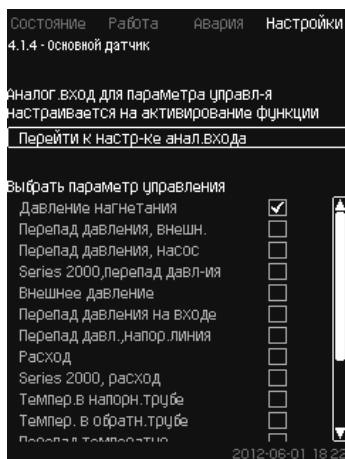 Состояние Работа Авария Настройки
4.1.4 - Основной датчик
Аналог.вход для параметра управл-я
настраивается на активирование функции
Перейти к настр-ке анал.входа
Выбрать параметр управления
Давление нагнетания
Перепад давления, внешн.
Перепад давления, насос
Series 2000,перепад давл-ия
Внешнее давление
Перепад давления на входе
Перепад давл.,напор.линия
Расход
Series 2000, расход
Темпер.в напорн.трубе
Темпер. в обратн.трубе
2012-06-01 18:22